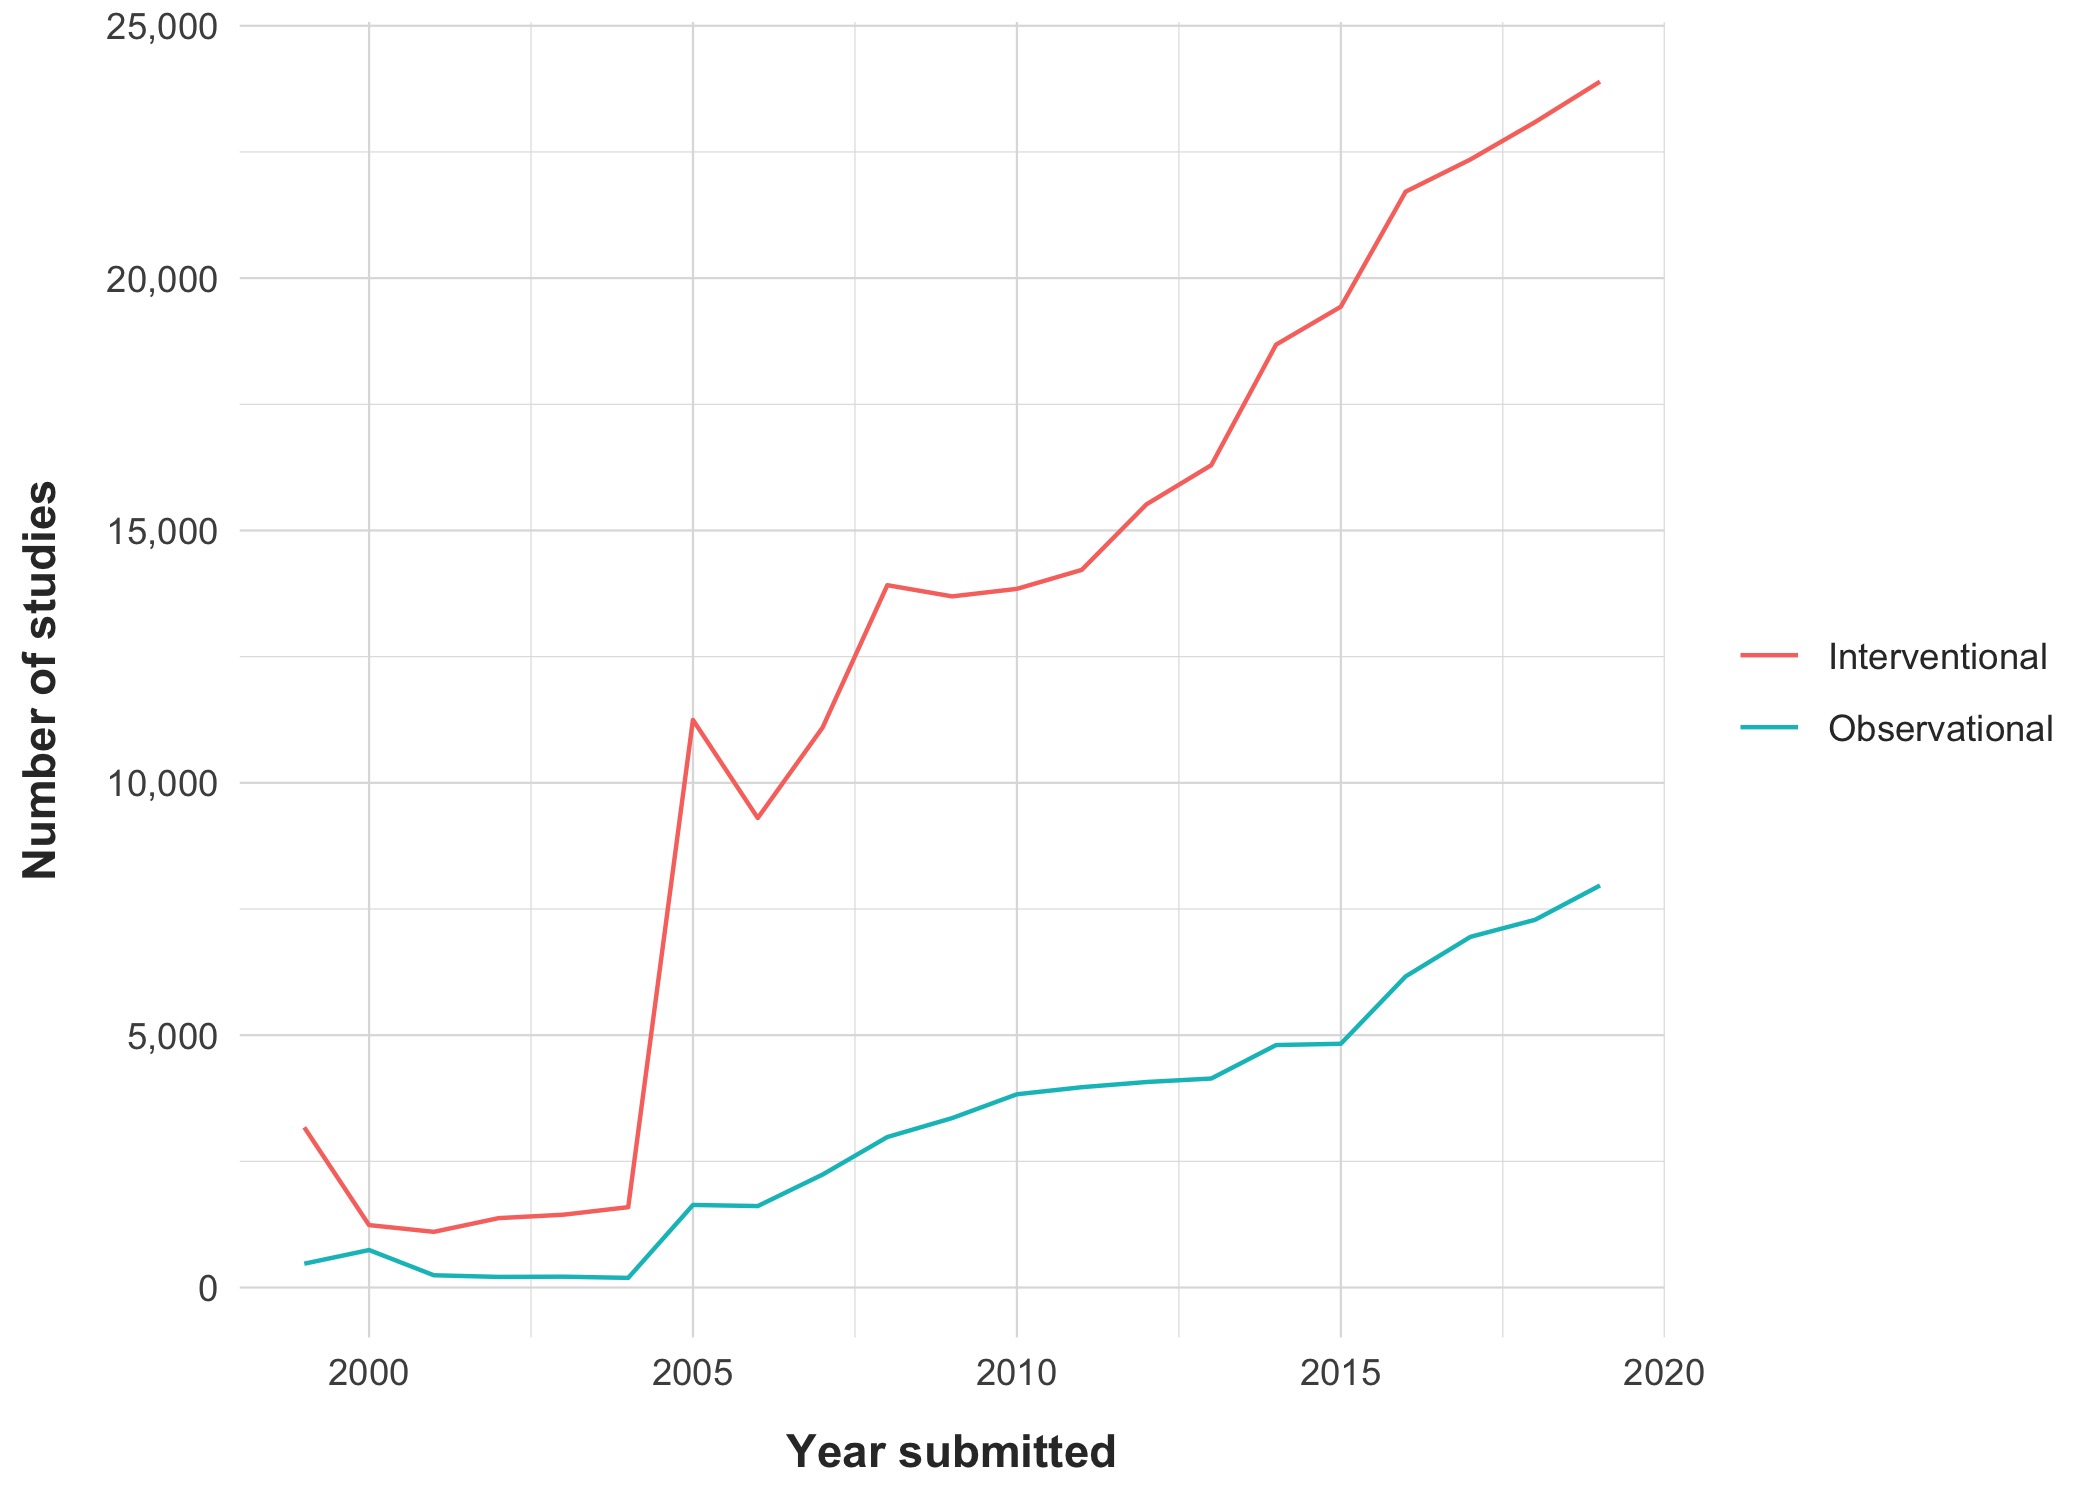 25,000
20,000
15,000
10,000
5,000
0
Number of studies
2000 2005 2010 2015 2020
Year submitted
Interventional
Observational